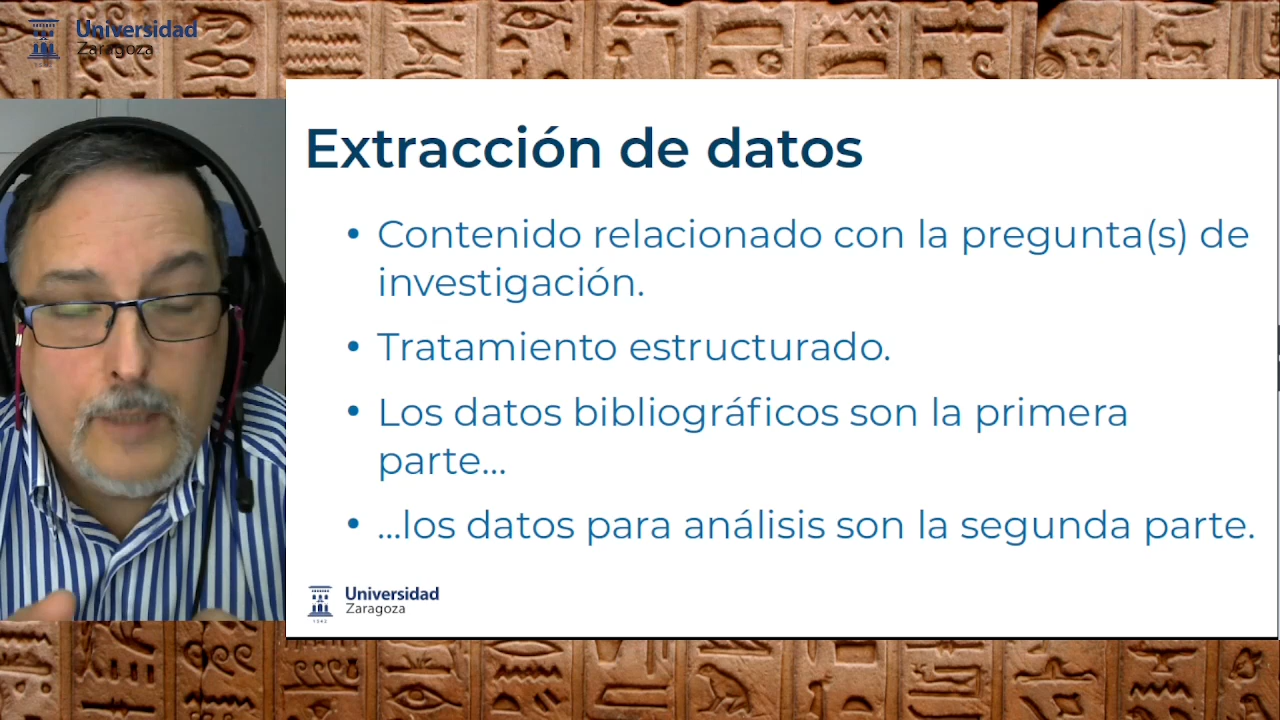 Universidad
Zaragoza
Extracción de datos
• Contenido relacionado con la pregunta(s) de
investigación.
• Tratamiento estructurado.
• Los datos bibliográficos son la primera
parte...
• ...los datos para análisis son la segunda parte.
Universidad
Zaragoza
1542